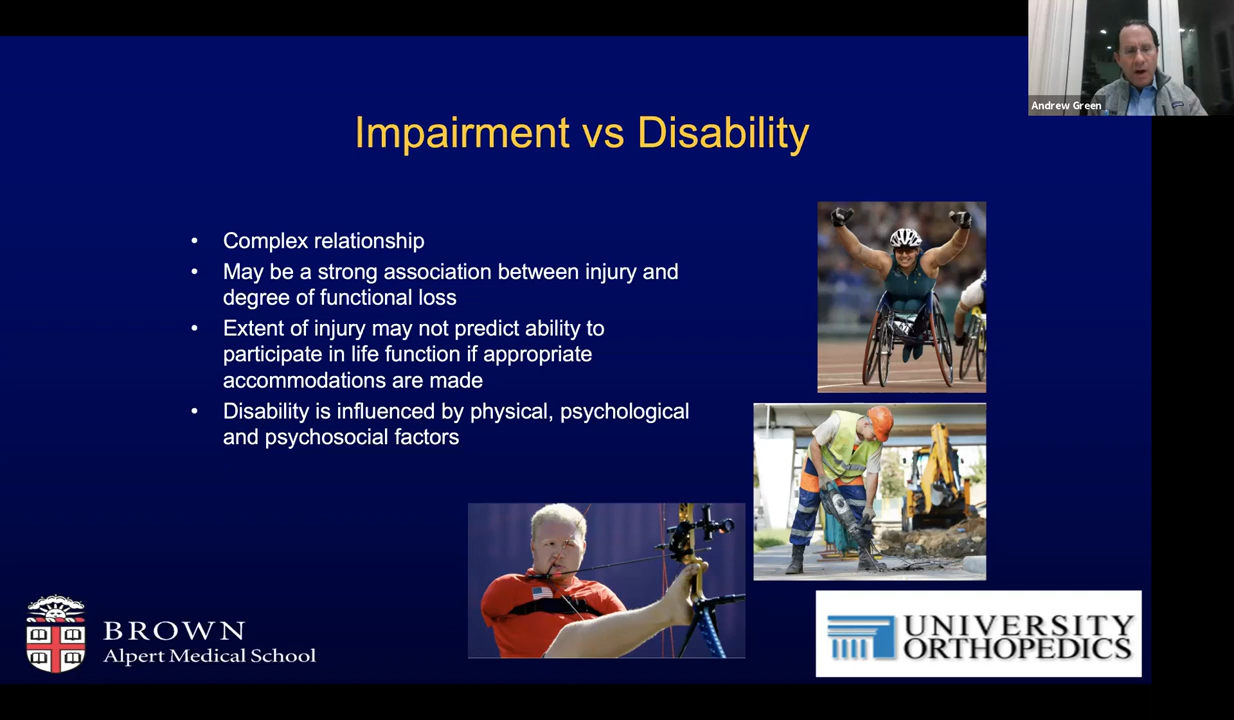 Andrew Green
Impairment vs Disability
• Complex relationship
• May be a strong association between injury and
degree of functional loss
• Extent of injury may not predict ability to
participate in life function if appropriate
accommodations are made
• Disability is influenced by physical, psychological
and psychosocial factors
BROWN
Alpert Medical School
UNIVERSITY
ORTHOPEDICS